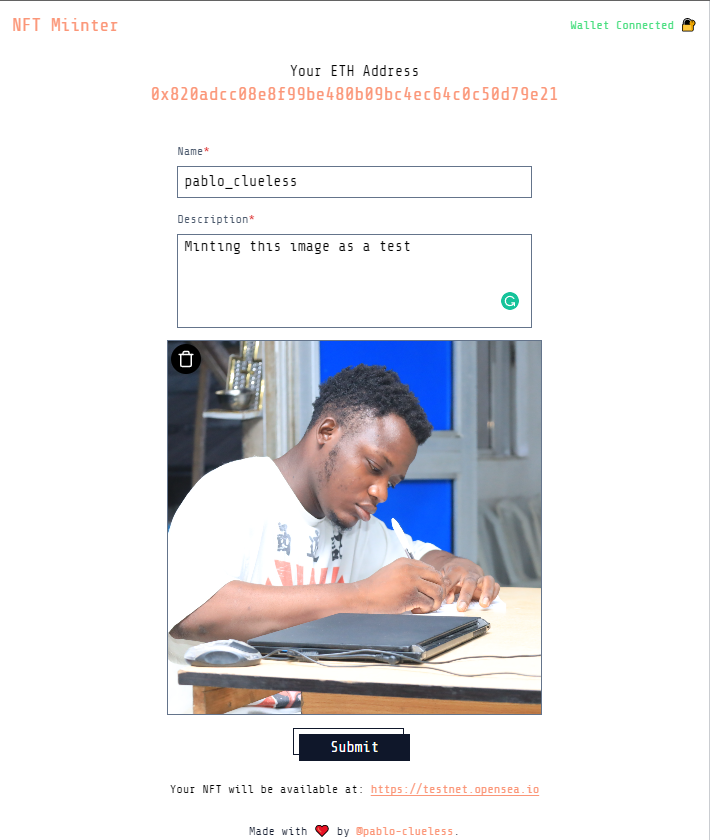 NFT Miinter
Wallet Connected
Your ETH Address
0x820adcc08e8f99be480b09bc4ec64c0c50d79e21
Name*
pablo_clueless
Description*
Minting this image as a test
Submit
Your NFT will be available at: https://testnet.opensea.io
Made with ❤️ by @pablo-clueless.